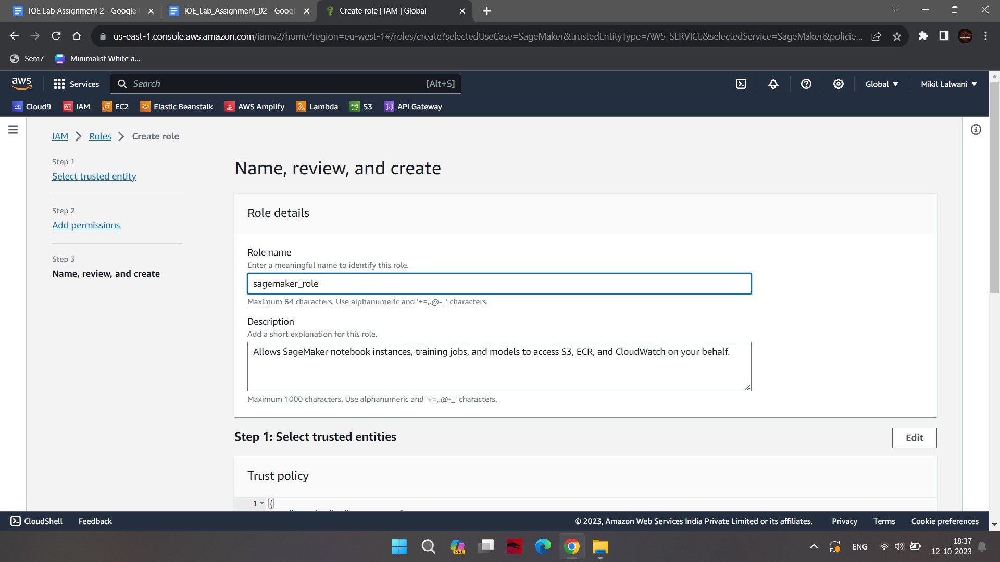 IOE Lab Assignment 2 - Google
IOE_Lab_Assignment_02 - Goog
Create role | IAM | Global
us-east-1.console.aws.amazon.com/iamv2/home?region=eu-west-1#/roles/create?selectedUseCase=SageMaker&trustedEntityType=AWS_SERVICE&selectedService=SageMaker&policie...
Sem7
Minimalist White a...
aws
Services
Search
[Alt+S]
Global
Mikil Lalwani
Cloud9
IAM
EC2
Elastic Beanstalk
AWS Amplify
Lambda
S3
API Gateway
IAM > Roles > Create role
Step 1
Select trusted entity
Step 2
Add permissions
Step 3
Name, review, and create
Name, review, and create
Role details
Role name
Enter a meaningful name to identify this role.
sagemaker_role
Maximum 64 characters. Use alphanumeric and '+=,.@-_' characters.
Description
Add a short explanation for this role.
Allows SageMaker notebook instances, training jobs, and models to access S3, ECR, and CloudWatch on your behalf.
Maximum 1000 characters. Use alphanumeric and '+=,.@-_' characters.
Step 1: Select trusted entities
Edit
Trust policy
1 {
CloudShell
Feedback
© 2023, Amazon Web Services India Private Limited or its affiliates.
Privacy
Terms
Cookie preferences
PRE
ENG
18:37
12-10-2023